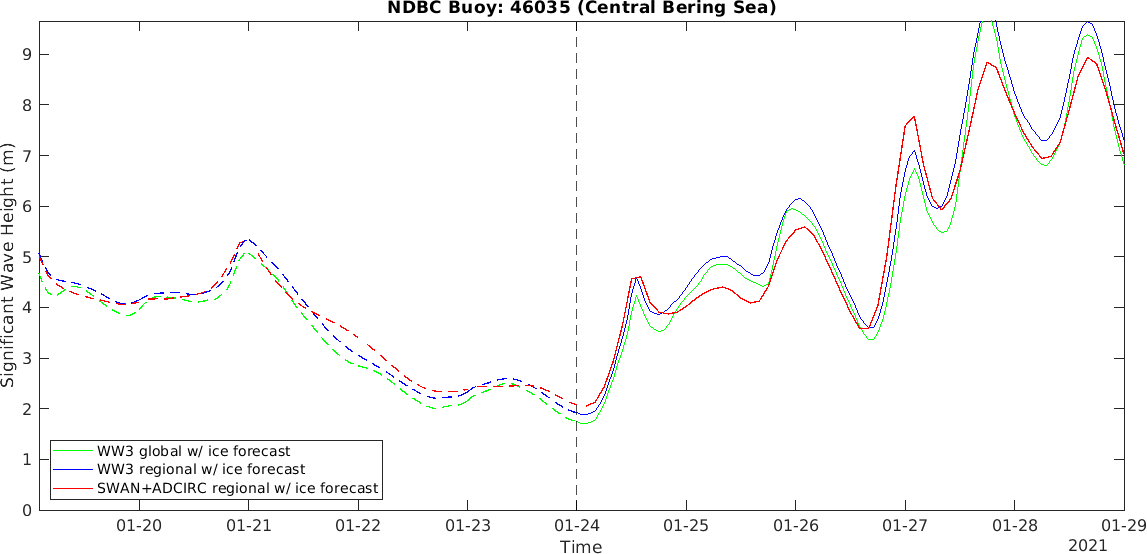 NDBC Buoy: 46035 (Central Bering Sea)
Significant Wave Height (m)
9
8
7
6
5
4
3
2
1
0
WW3 global w/ ice forecast
WW3 regional w/ ice forecast
SWAN+ADCIRC regional w/ ice forecast
01-20 01-21 01-22 01-23 01-24 01-25 01-26 01-27 01-28 01-29
Time
2021